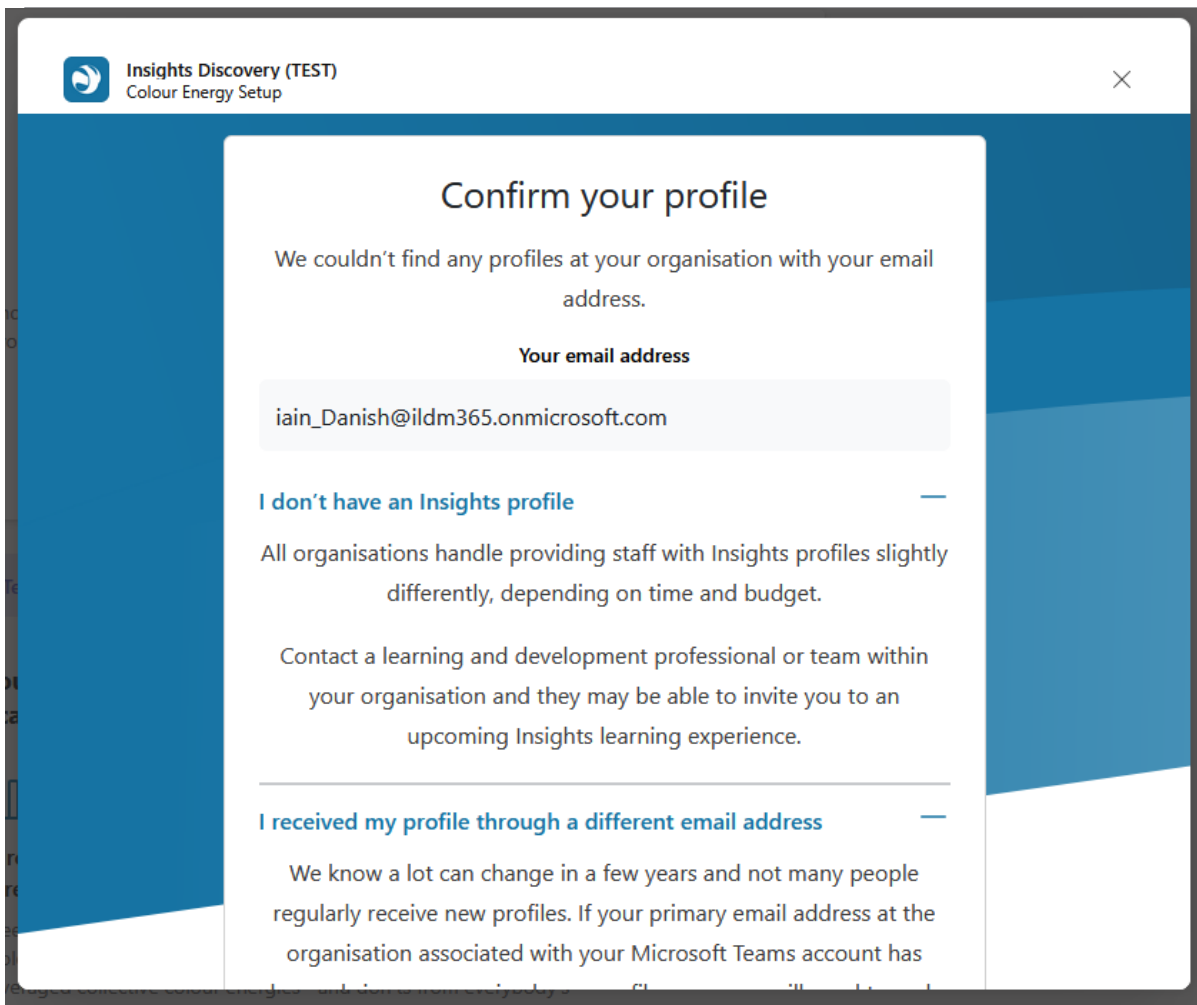 Insights Discovery (TEST)
Colour Energy Setup
Confirm your profile
We couldn’t find any profiles at your organisation with your email
address.
Your email address
iain_Danish@ildm365.onmicrosoft.com
I don’t have an Insights profile
All organisations handle providing staff with Insights profiles slightly
differently, depending on time and budget.
Contact a learning and development professional or team within
your organisation and they may be able to invite you to an
upcoming Insights learning experience.
I received my profile through a different email address
We know a lot can change in a few years and not many people
regularly receive new profiles. If your primary email address at the
organisation associated with your Microsoft Teams account has